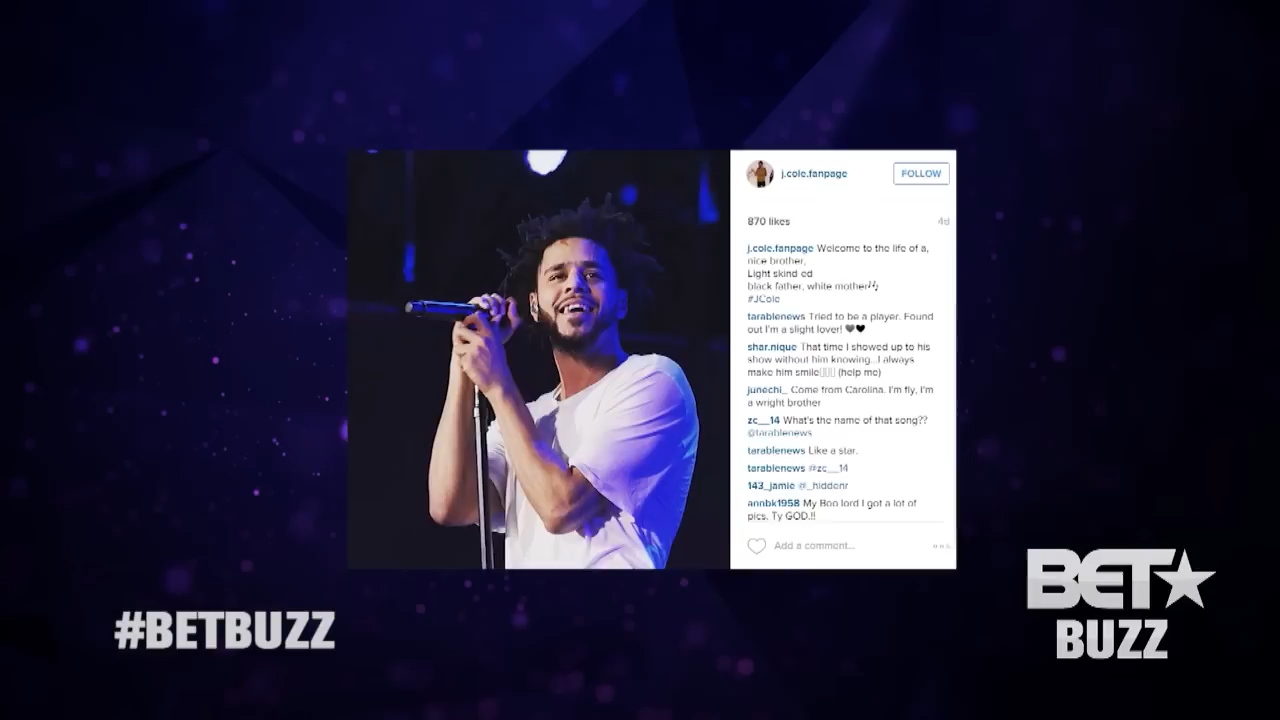 j.cole.fanpage
FOLLOW
870 likes
4d
j.cole.fanpage Welcome to the life of a,
nice brother,
Light skind ed
black father, white mother
#JCole
tarablenews Tried to be a player. Found
out I'm a slight lover!
shar.nique That time I showed up to his
show without him knowing...I always
make him smile (help me)
junechi_ Come from Carolina. I'm fly, I'm
a wright brother
zc__14 What's the name of that song??
@tarablenews
tarablenews Like a star.
tarablenews @zc__14
143_jamie @_hiddenr
annbk1958 My Boo lord I got a lot of
pics. Ty GOD.!!
Add a comment...
#BETBUZZ
BET
BUZZ